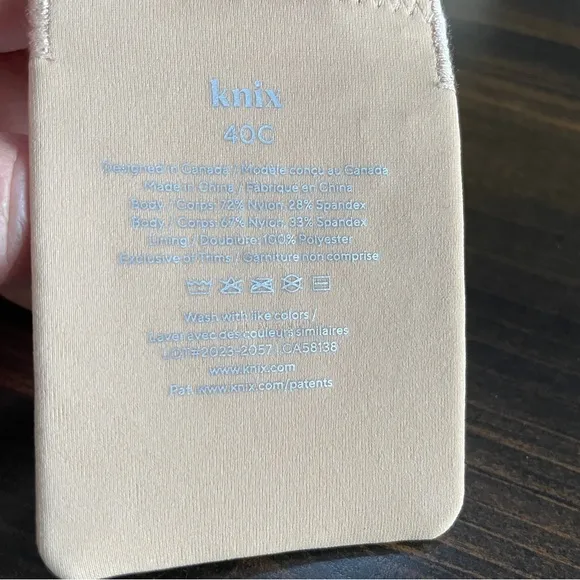 knix
40C
Designed in Canada / Modèle conçu au Canada
Made in China / Fabriqué en China
Body / Corps: 72% Nylon, 28% Spandex
Body / Corps: 67% Nylon, 33% Spandex
Lining / Doublure: 100% Polyester
Exclusive of Trims / Garniture non comprise
Wash with like colors /
Laver avec des couleurs similaires
LOT# 2023-2057 | CA58138
www.knix.com
Pat. www.knix.com/patents